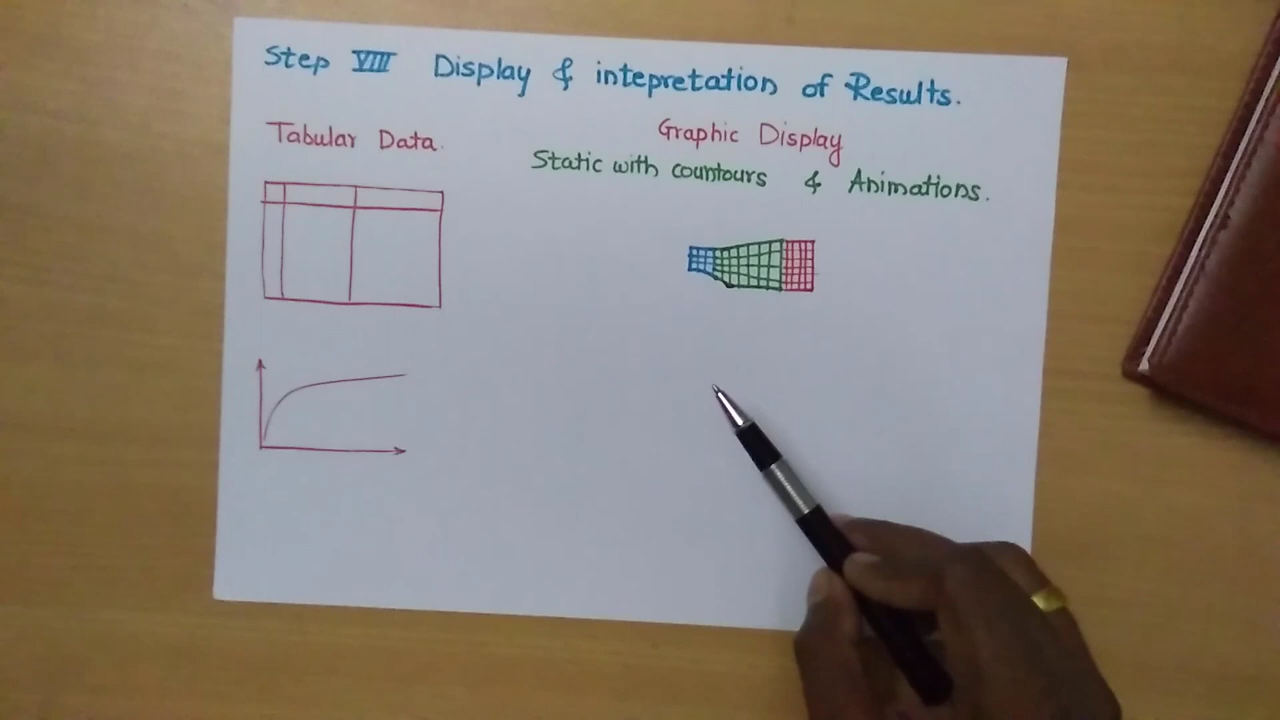 Step VIII Display & intepretation of Results.
Tabular Data.
Graphic Display
Static with countours & Animations.